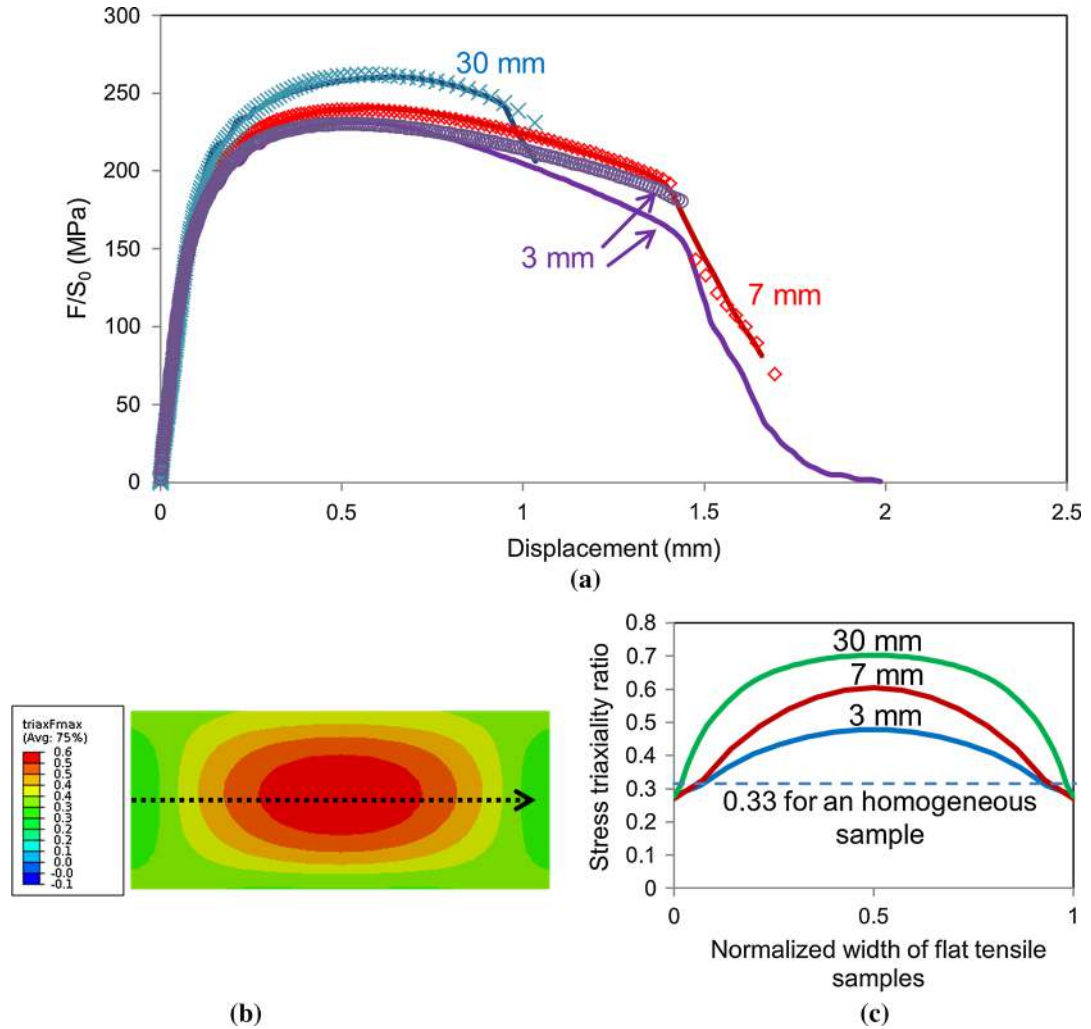 300
250
200
150
100
50
0
F/S0 (MPa)
30 mm
3 mm
7 mm
0
0.5
1
1.5
2
2.5
Displacement (mm)
(a)
triaxFmax
(Avg: 75%)
0.6
0.5
0.5
0.4
0.4
0.3
0.3
0.2
0.1
0.1
0.0
-0.0
-0.1
(b)
0.8
0.7
0.6
0.5
0.4
0.3
0.2
0.1
0
Stress triaxiality ratio
30 mm
7 mm
3 mm
0.33 for an homogeneous
sample
0
0.5
1
Normalized width of flat tensile
samples
(c)